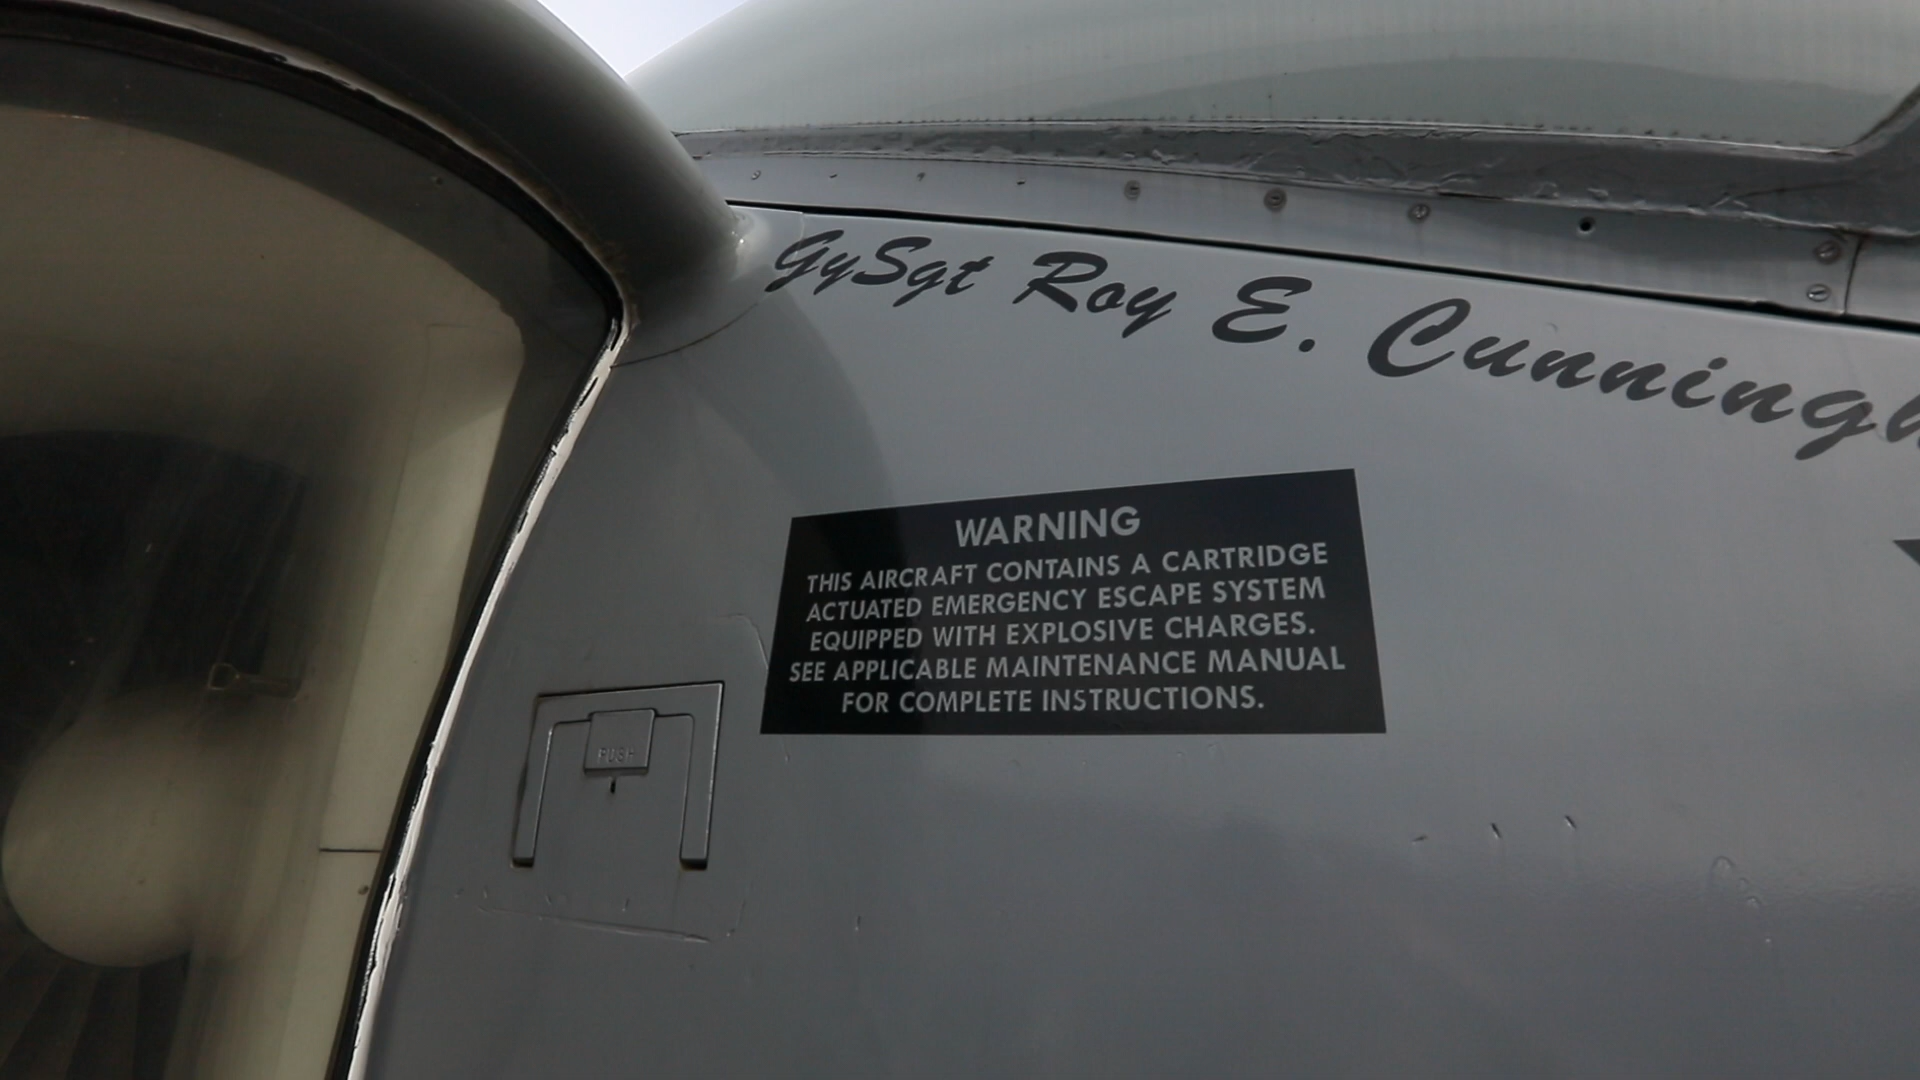 GySgt Roy E. Cunningh
WARNING
THIS AIRCRAFT CONTAINS A CARTRIDGE
ACTUATED EMERGENCY ESCAPE SYSTEM
EQUIPPED WITH EXPLOSIVE CHARGES.
SEE APPLICABLE MAINTENANCE MANUAL
FOR COMPLETE INSTRUCTIONS.
PUSH